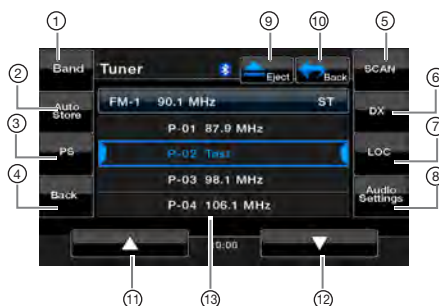 ① ⑨ ⑩ ⑤
Band Tuner Eject Back SCAN
② Auto Store FM-1 90.1 MHz ST DX ⑥
P-01 87.9 MHz
③ PS P-02 Test LOC ⑦
P-03 98.1 MHz
④ Back Audio Settings ⑧
P-04 106.1 MHz
10:00
⑪ ⑬ ⑫